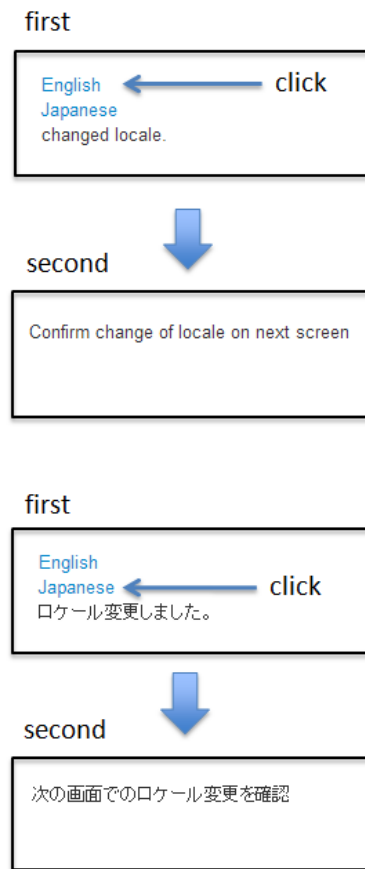 first
English
click
Japanese
changed locale.
second
Confirm change of locale on next screen
first
English
Japanese
click
ロケール変更しました。
second
次の画面でのロケール変更を確認